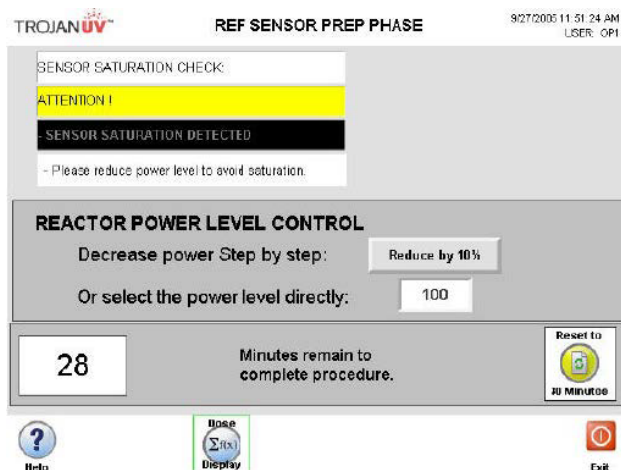 TROJANUV™
REF SENSOR PREP PHASE
9/27/2005 11:51:24 AM
USER: OP1
SENSOR SATURATION CHECK:
ATTENTION !
- SENSOR SATURATION DETECTED
- Please reduce power level to avoid saturation.
REACTOR POWER LEVEL CONTROL
Decrease power Step by step:
Reduce by 10%
Or select the power level directly:
100
28
Minutes remain to
complete procedure.
Reset to
30 Minutes
?
Help
Dose
Σf(x)
Display
Exit